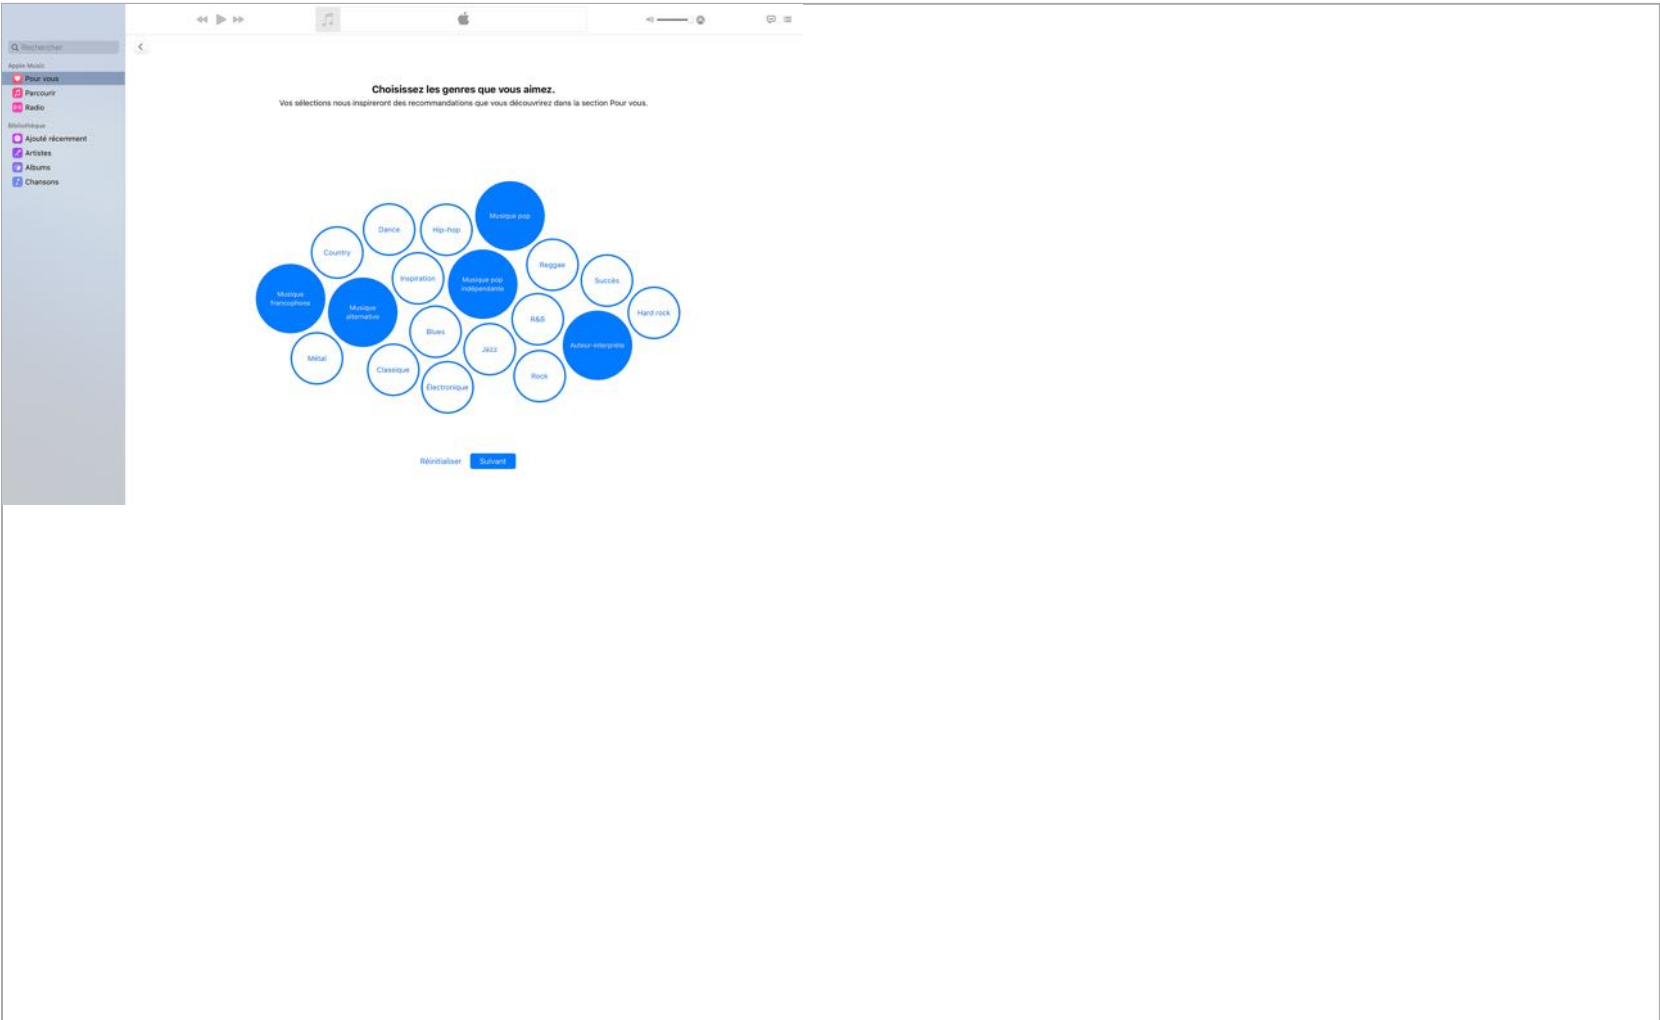 Rechercher
Apple Music
Pour vous
Parcourir
Radio
Bibliothèque
Ajouté récemment
Artistes
Albums
Chansons
Choisissez les genres que vous aimez.
Vos sélections nous inspireront des recommandations que vous découvrirez dans la section Pour vous.
Musique pop
Dance
Hip-hop
Country
Reggae
Inspiration
Musique pop
indépendante
Succès
Musique
francophone
Musique
alternative
R&B
Hard rock
Blues
Auteur-interprète
Jazz
Métal
Classique
Rock
Électronique
Réinitialiser
Suivant